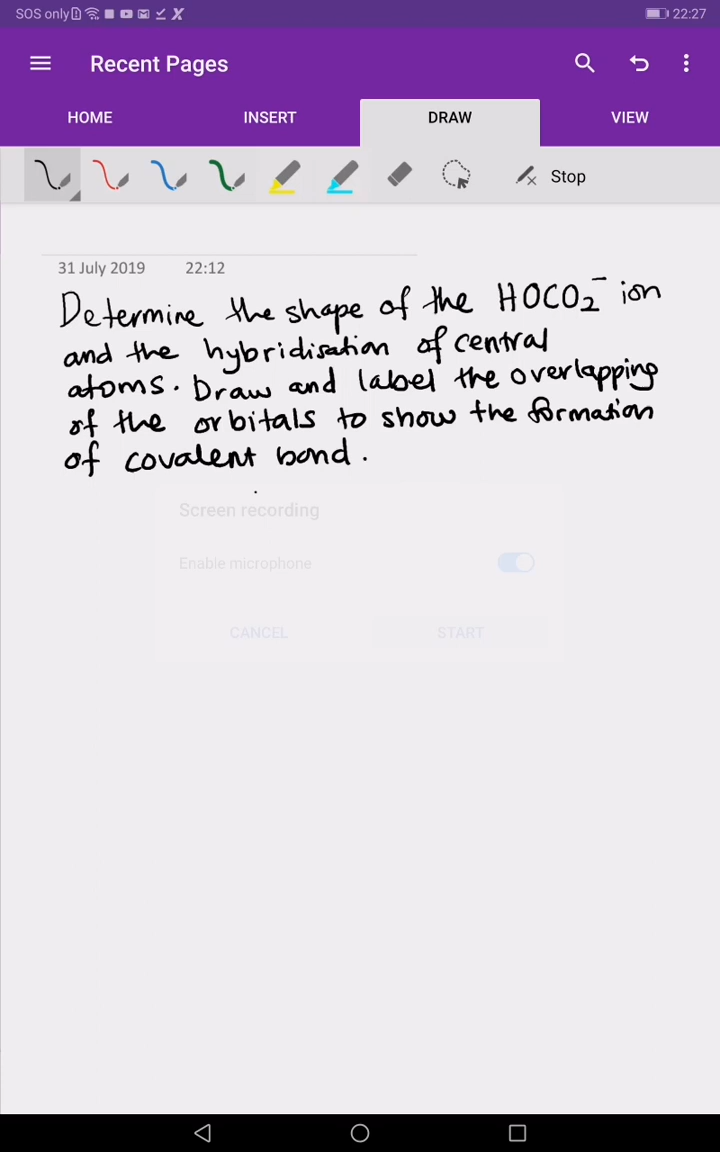 SOS only 22:27
Recent Pages
HOME INSERT DRAW VIEW
Stop
31 July 2019 22:12
Determine the shape of the HOCO₂⁻ ion
and the hybridisation of central
atoms. Draw and label the overlapping
of the orbitals to show the formation
of covalent bond.
Screen recording
Enable microphone
CANCEL START